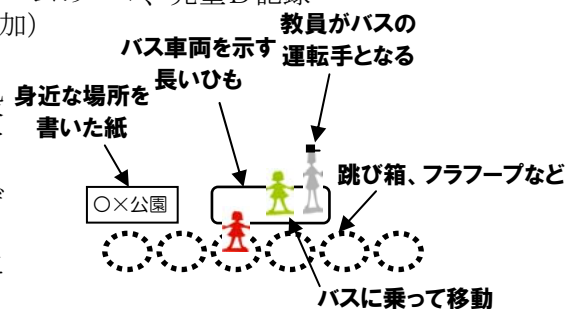 加)
教員がバスの
運転手となる
バス車両を示す
長いひも
身近な場所を
書いた紙
跳び箱、フラフープなど
○×公園
バスに乗って移動